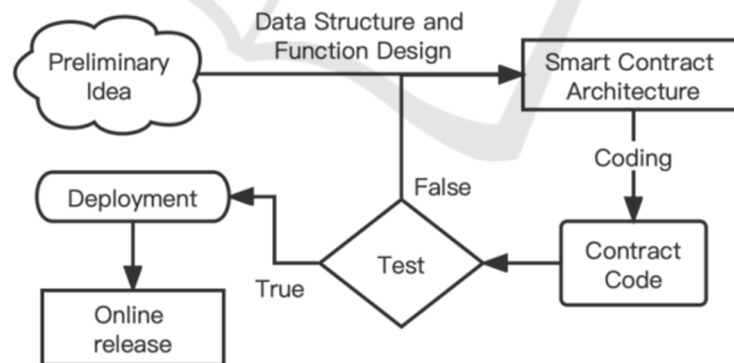 Data Structure and
Function Design
Preliminary
Idea
Smart Contract
Architecture
Coding
False
Deployment
Contract
Code
Test
True
Online
release